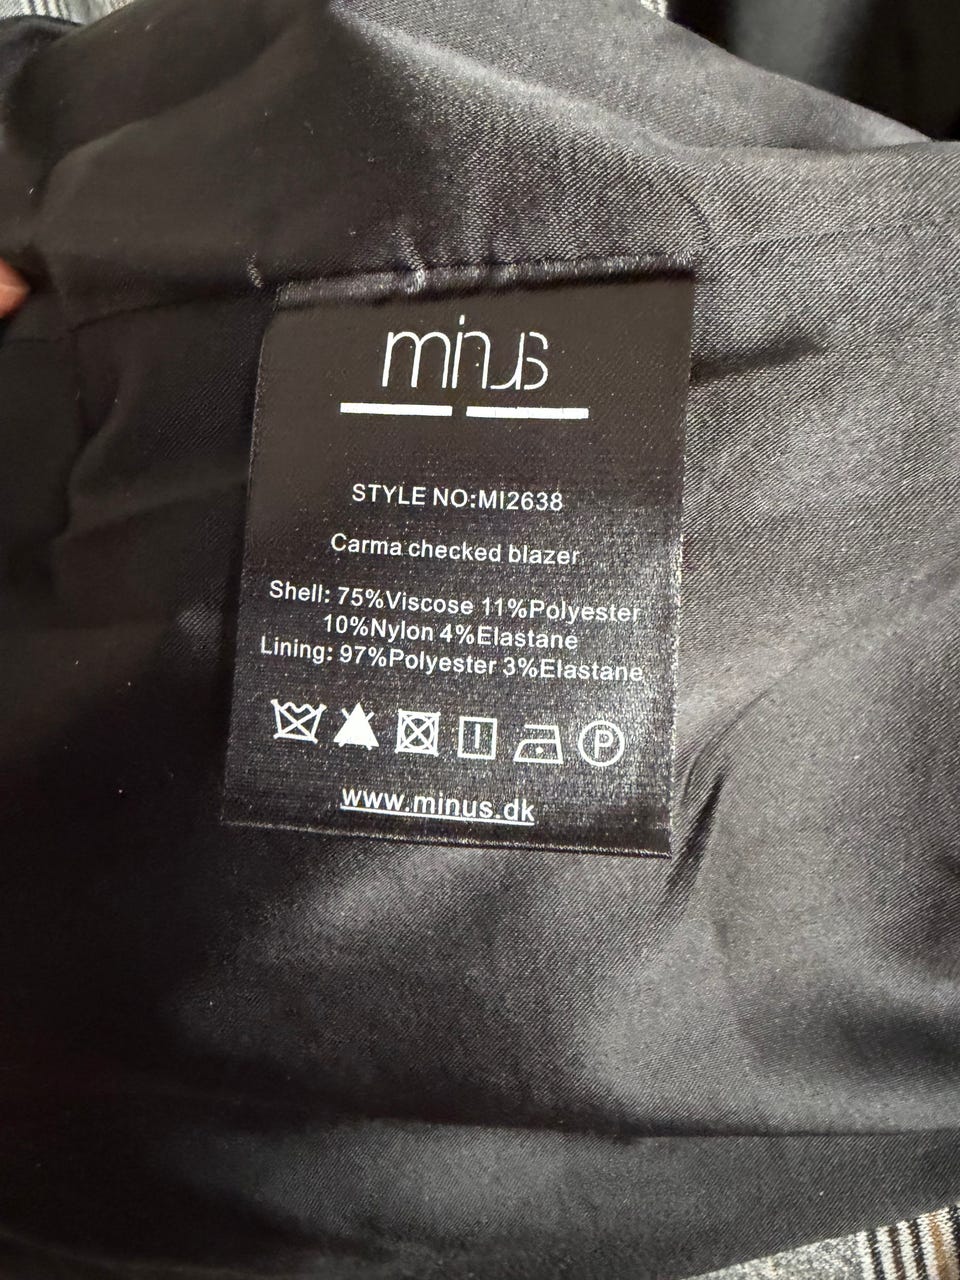 minus
STYLE NO:MI2638
Carma checked blazer
Shell: 75%Viscose 11%Polyester
10%Nylon 4%Elastane
Lining: 97%Polyester 3%Elastane
P
www.minus.dk